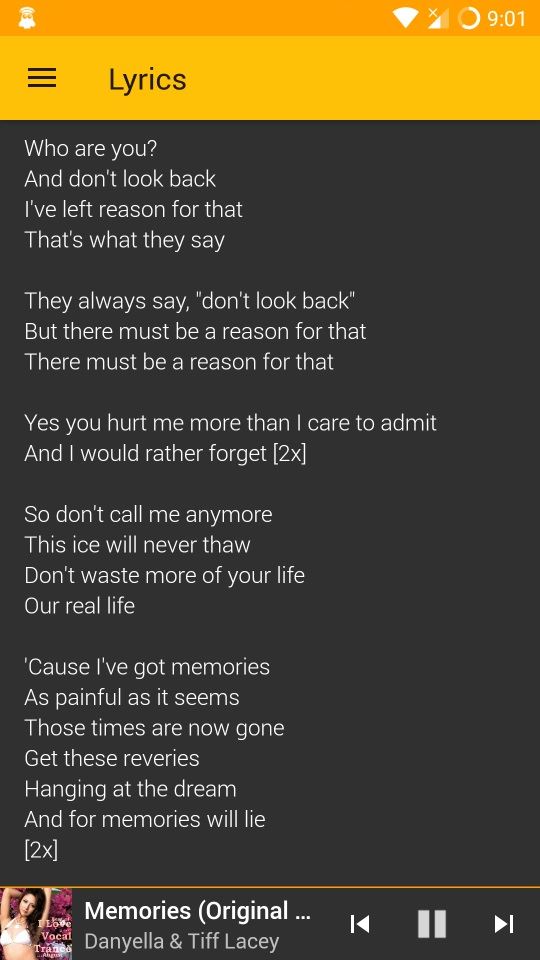 9:01
Lyrics
Who are you?
And don't look back
I've left reason for that
That's what they say
They always say, "don't look back"
But there must be a reason for that
There must be a reason for that
Yes you hurt me more than I care to admit
And I would rather forget [2x]
So don't call me anymore
This ice will never thaw
Don't waste more of your life
Our real life
'Cause I've got memories
As painful as it seems
Those times are now gone
Get these reveries
Hanging at the dream
And for memories will lie
[2x]
I Love
Vocal
Trance
August
Memories (Original ...
Danyella & Tiff Lacey